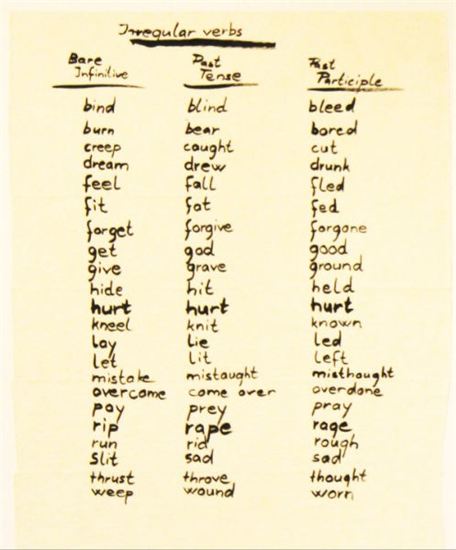 Irregular verbs
Bare Past Past
Infinitive Tense Participle
bind blind bleed
burn bear bored
creep caught cut
dream drew drunk
feel fall fled
fit fat fed
forget forgive forgone
get god good
give grave ground
hide hit held
hurt hurt hurt
kneel knit known
lay lie led
let lit left
mistake mistaught misthought
overcome come over overdone
pay prey pray
rip rape rage
run rid rough
slit sad sad
thrust throve thought
weep wound worn